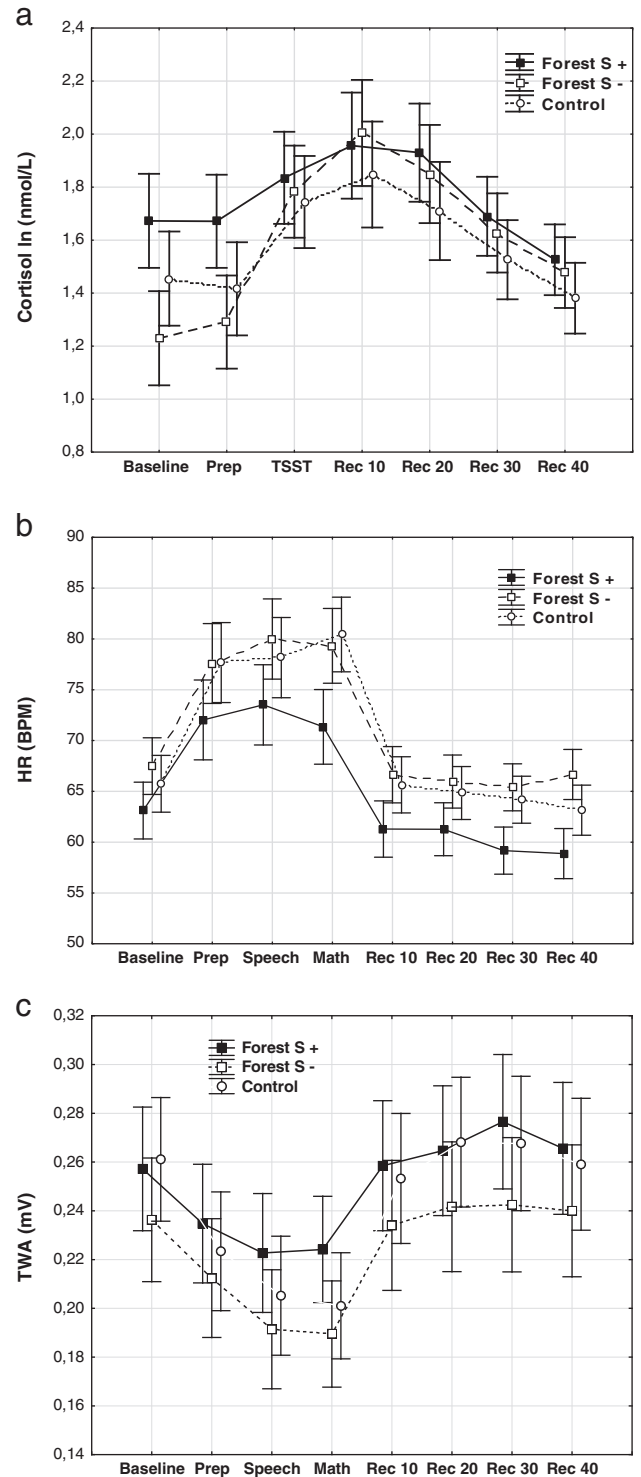 a
2,4
2,2
2,0
1,8
1,6
1,4
1,2
1,0
0,8
Cortisol ln (nmol/L)
Forest S +
Forest S -
Control
Baseline Prep TSST Rec 10 Rec 20 Rec 30 Rec 40
b
90
85
80
75
70
65
60
55
50
HR (BPM)
Forest S +
Forest S -
Control
Baseline Prep Speech Math Rec 10 Rec 20 Rec 30 Rec 40
c
0,32
0,30
0,28
0,26
0,24
0,22
0,20
0,18
0,16
0,14
TWA (mV)
Forest S +
Forest S -
Control
Baseline Prep Speech Math Rec 10 Rec 20 Rec 30 Rec 40